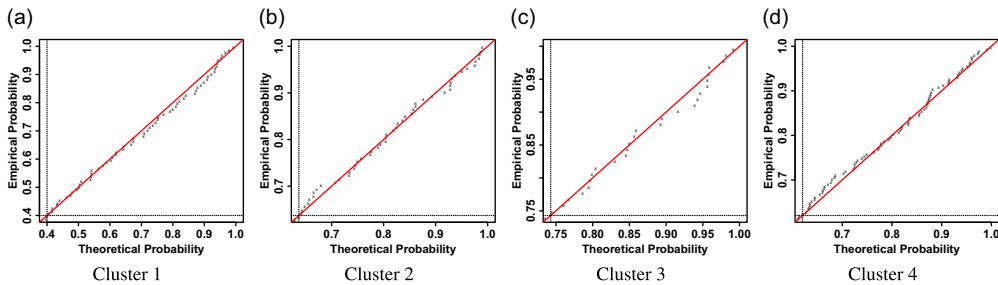 (a)
Empirical Probability
0.4 0.5 0.6 0.7 0.8 0.9 1.0
0.4 0.5 0.6 0.7 0.8 0.9 1.0
Theoretical Probability
Cluster 1
(b)
Empirical Probability
0.7 0.8 0.9 1.0
0.7 0.8 0.9 1.0
Theoretical Probability
Cluster 2
(c)
Empirical Probability
0.75 0.85 0.95
0.75 0.80 0.85 0.90 0.95 1.00
Theoretical Probability
Cluster 3
(d)
Empirical Probability
0.7 0.8 0.9 1.0
0.7 0.8 0.9 1.0
Theoretical Probability
Cluster 4